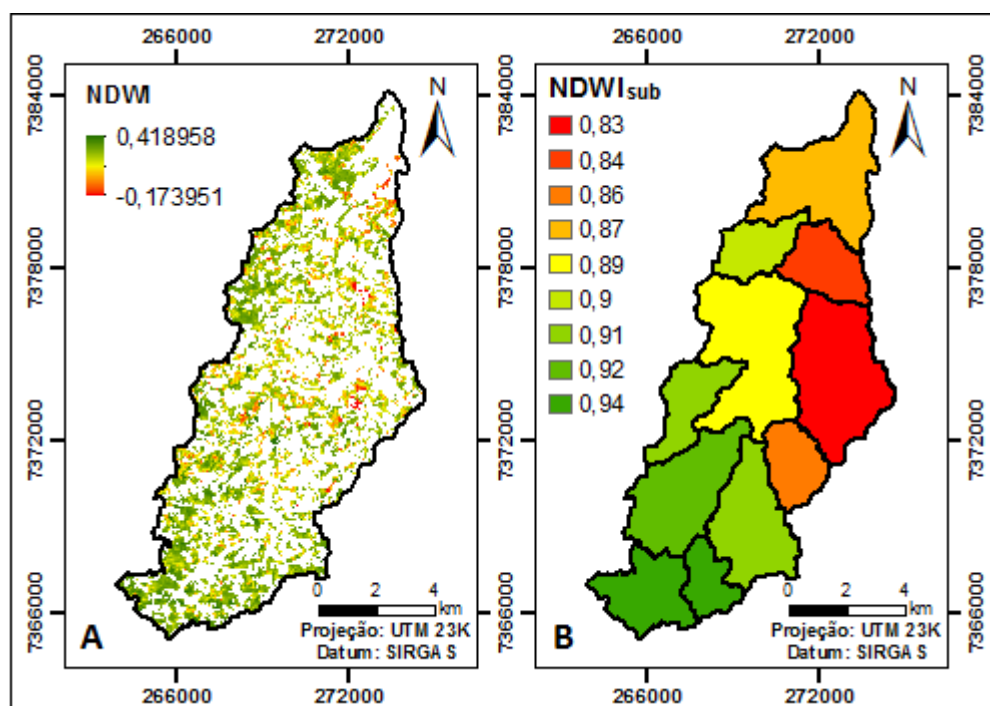 266000 272000
266000 272000
7384000
7378000
7372000
7366000
NDWI
0,418958
-0,173951
N
A
0 2 4
km
Projeção: UTM 23K
Datum: SIRGAS
266000 272000
7384000
7378000
7372000
7366000
NDWIsub
0,83
0,84
0,86
0,87
0,89
0,9
0,91
0,92
0,94
N
B
0 2 4
km
Projeção: UTM 23K
Datum: SIRGAS
266000 272000